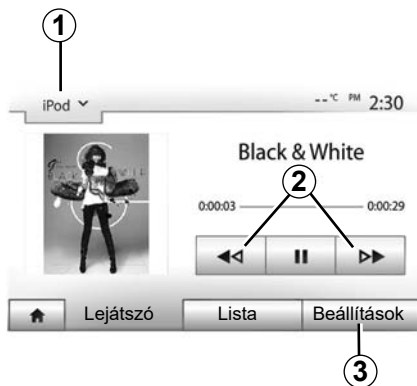 1
iPod
--°C PM 2:30
Black & White
2
0:00:03 0:00:29
Lejátszó Lista Beállítások
3